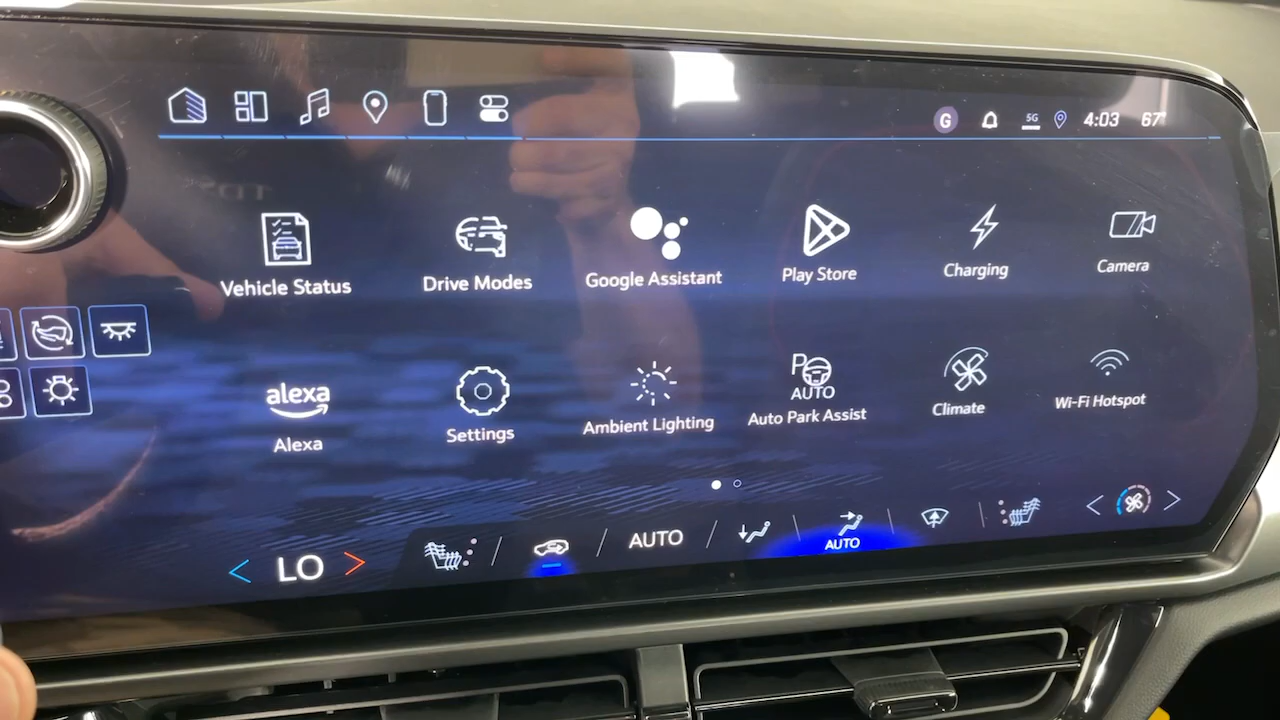 G 5G 4:03 67°
Vehicle Status
Drive Modes
Google Assistant
Play Store
Charging
Camera
alexa
Alexa
Settings
Ambient Lighting
P
AUTO
Auto Park Assist
Climate
Wi-Fi Hotspot
< LO >
AUTO
AUTO
< >